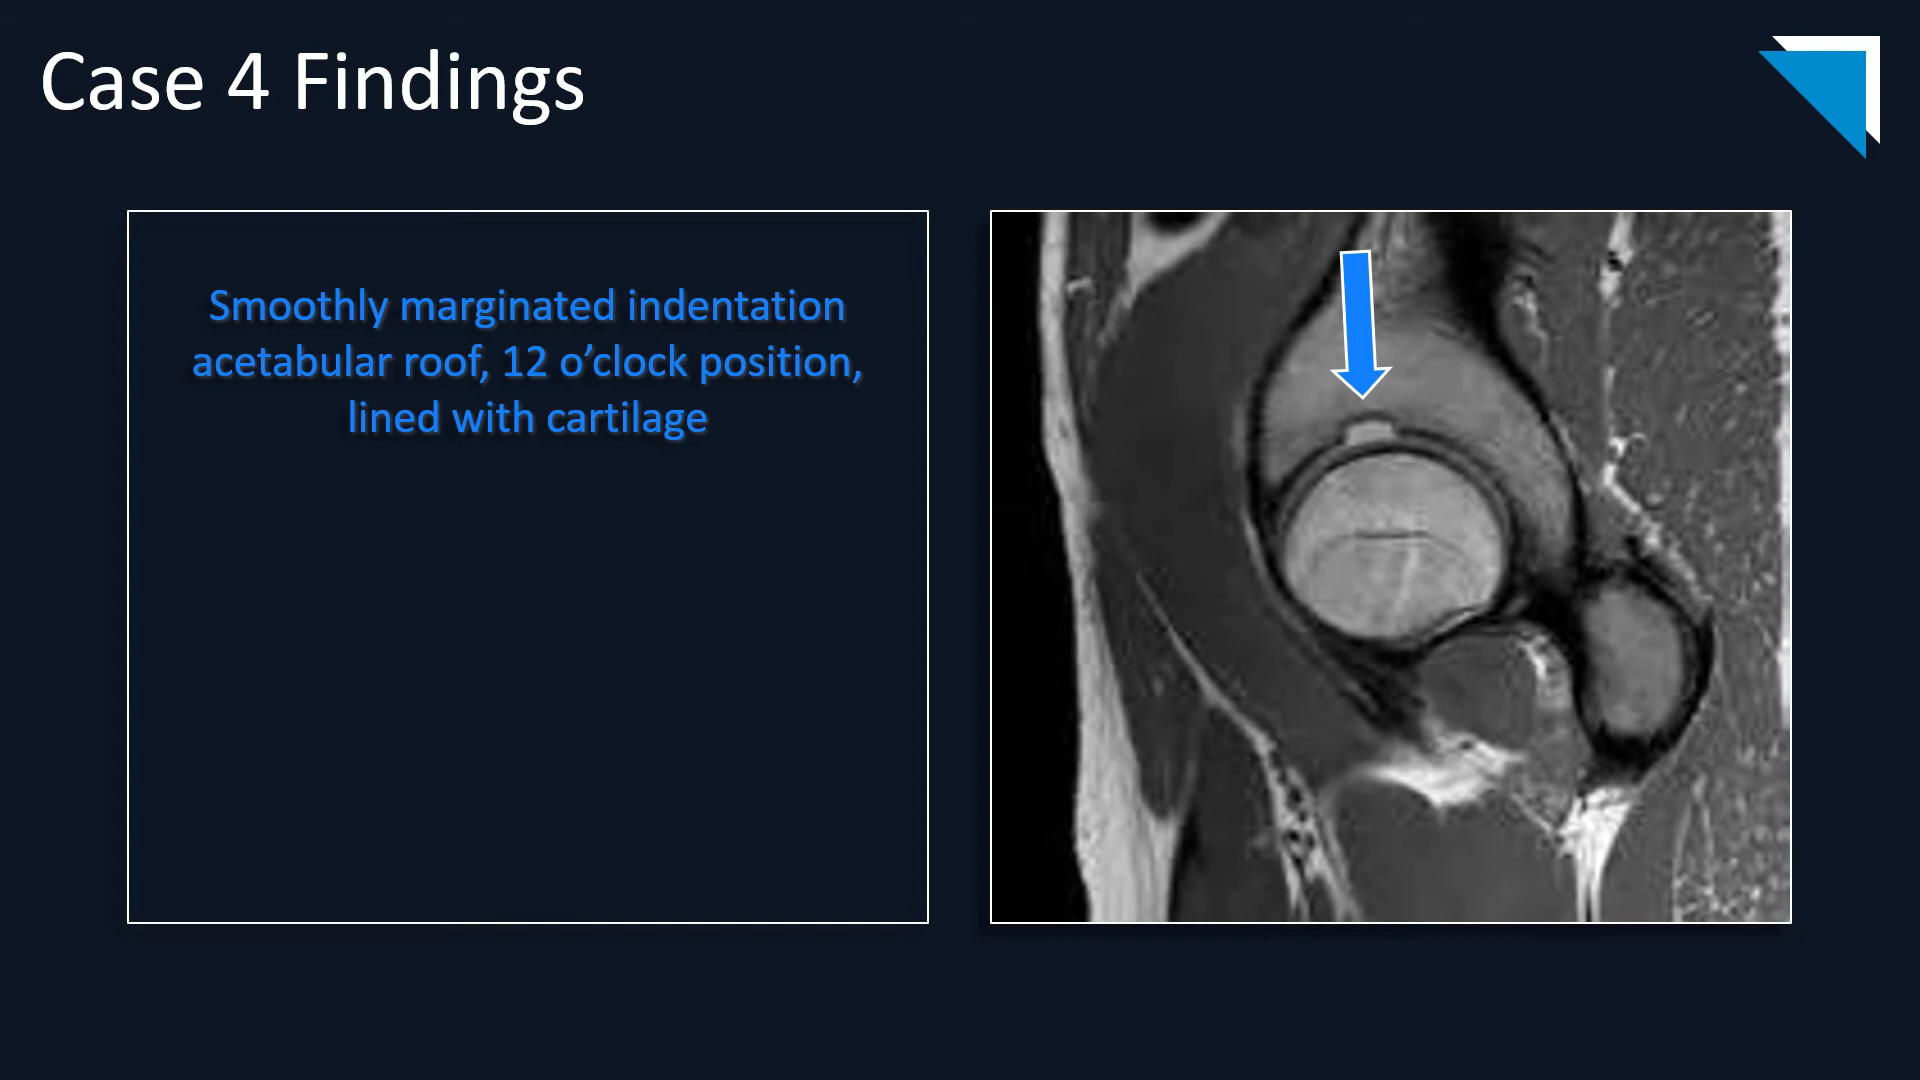 Case 4 Findings
Smoothly marginated indentation
acetabular roof, 12 o’clock position,
lined with cartilage